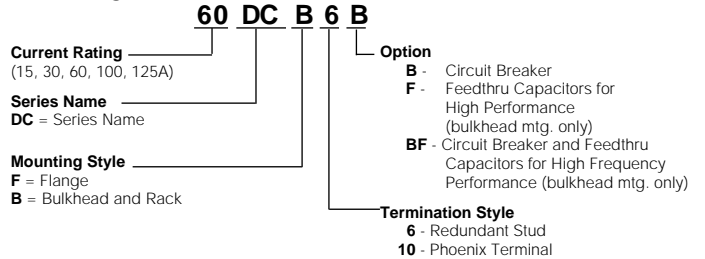 60 DC B 6 B
Current Rating
(15, 30, 60, 100, 125A)
Series Name
DC = Series Name
Mounting Style
F = Flange
B = Bulkhead and Rack
Option
B - Circuit Breaker
F - Feedthru Capacitors for
High Performance
(bulkhead mtg. only)
BF - Circuit Breaker and Feedthru
Capacitors for High Frequency
Performance (bulkhead mtg. only)
Termination Style
6 - Redundant Stud
10 - Phoenix Terminal